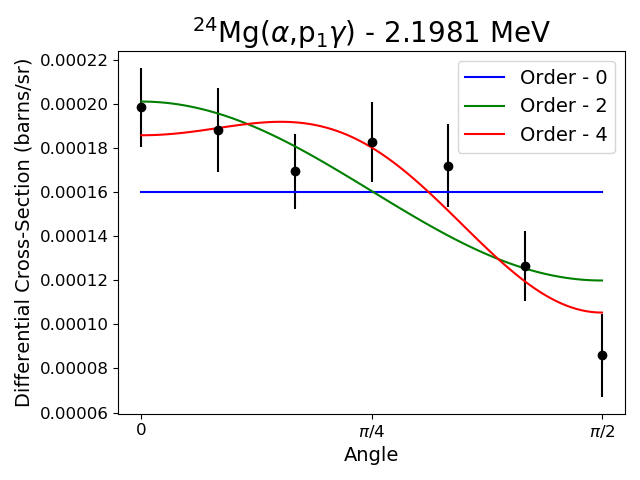 ²⁴Mg(α,p₁γ) - 2.1981 MeV
Differential Cross-Section (barns/sr)
0.00022
0.00020
0.00018
0.00016
0.00014
0.00012
0.00010
0.00008
0.00006
Order - 0
Order - 2
Order - 4
0
π/4
π/2
Angle